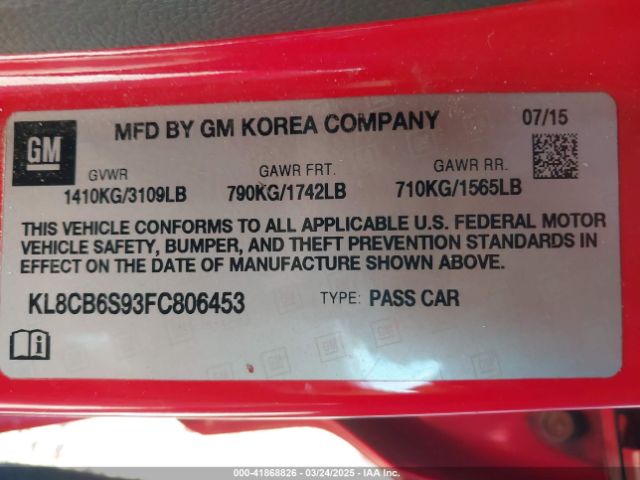 GM
MFD BY GM KOREA COMPANY 07/15
GVWR GAWR FRT. GAWR RR.
1410KG/3109LB 790KG/1742LB 710KG/1565LB
THIS VEHICLE CONFORMS TO ALL APPLICABLE U.S. FEDERAL MOTOR
VEHICLE SAFETY, BUMPER, AND THEFT PREVENTION STANDARDS IN
EFFECT ON THE DATE OF MANUFACTURE SHOWN ABOVE.
KL8CB6S93FC806453 TYPE: PASS CAR
000-41868826 - 03/24/2025 - IAA Inc.